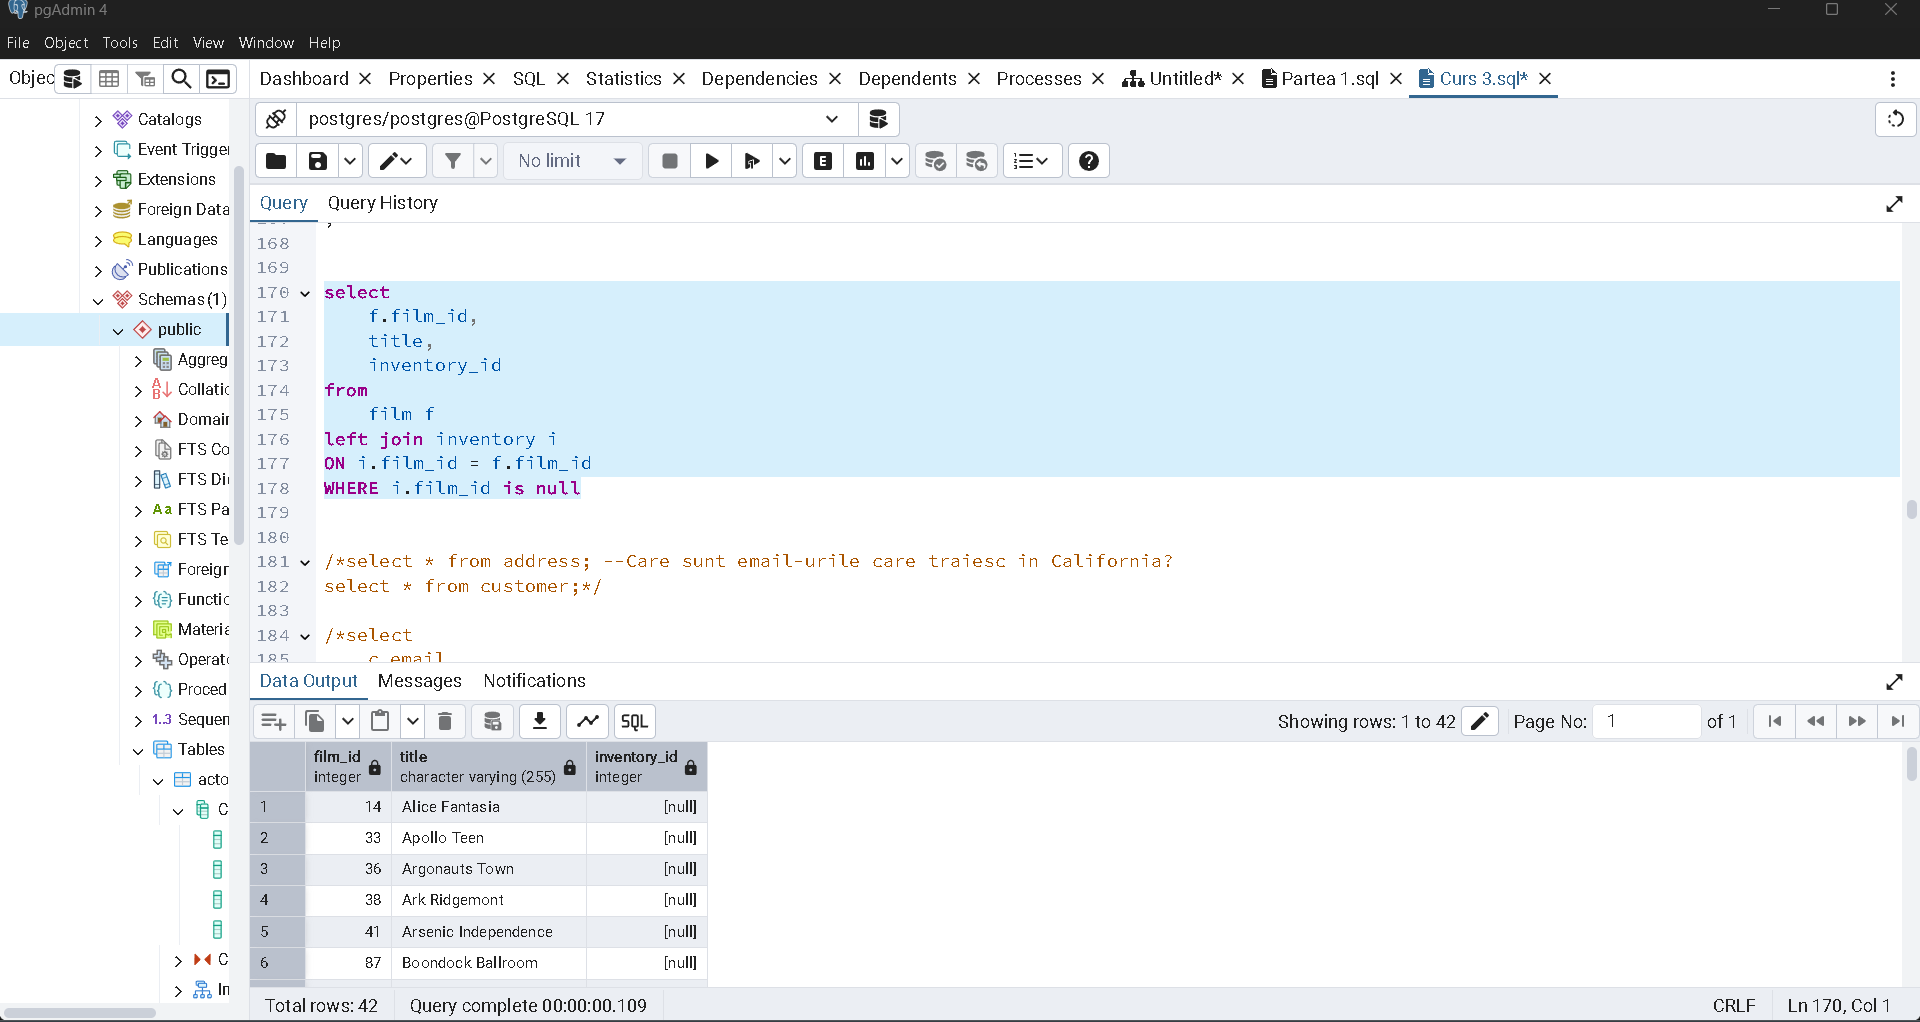 pgAdmin 4
File Object Tools Edit View Window Help
Objec
Dashboard Properties SQL Statistics Dependencies Dependents Processes Untitled* Partea 1.sql Curs 3.sql*
Catalogs
Event Trigger
Extensions
Foreign Data
Languages
Publications
Schemas (1)
public
Aggreg
Collatio
Domain
FTS Co
FTS Di
FTS Pa
FTS Te
Foreign
Functio
Materia
Operato
Proced
1..3 Sequen
Tables
acto
C
C
In
postgres/postgres@PostgreSQL 17
No limit
Query Query History
168
169
170 select
171 f.film_id,
172 title,
173 inventory_id
174 from
175 film f
176 left join inventory i
177 ON i.film_id = f.film_id
178 WHERE i.film_id is null
179
180
181 /*select * from address; --Care sunt email-urile care traiesc in California?
182 select * from customer;*/
183
184 /*select
185 c.email
Data Output Messages Notifications
SQL
Showing rows: 1 to 42 Page No: 1 of 1
film_id title inventory_id
integer character varying (255) integer
1 14 Alice Fantasia [null]
2 33 Apollo Teen [null]
3 36 Argonauts Town [null]
4 38 Ark Ridgemont [null]
5 41 Arsenic Independence [null]
6 87 Boondock Ballroom [null]
Total rows: 42 Query complete 00:00:00.109 CRLF Ln 170, Col 1